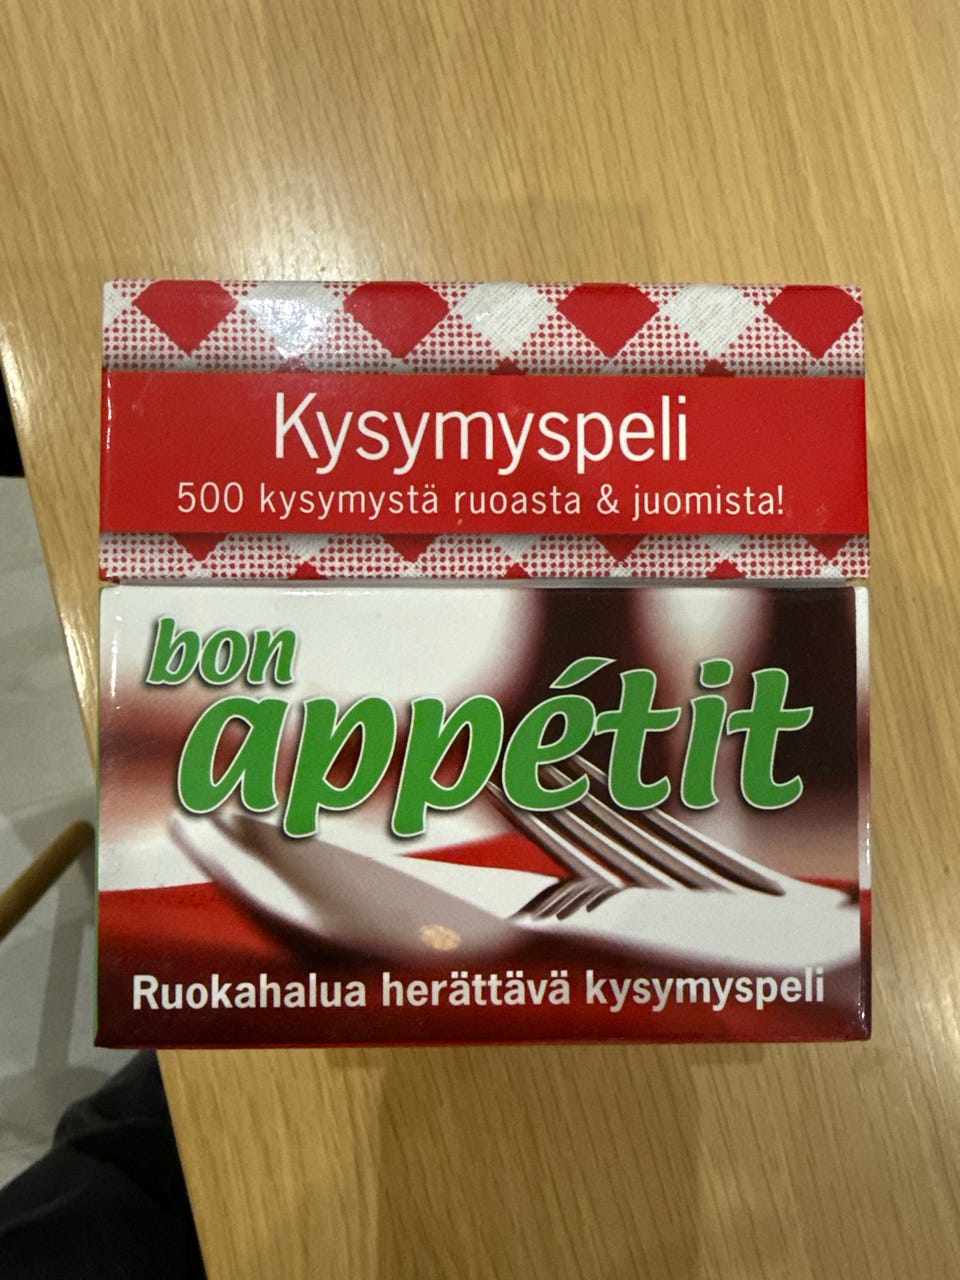 Kysymyspeli
500 kysymystä ruoasta & juomista!
bon
appétit
Ruokahalua herättävä kysymyspeli